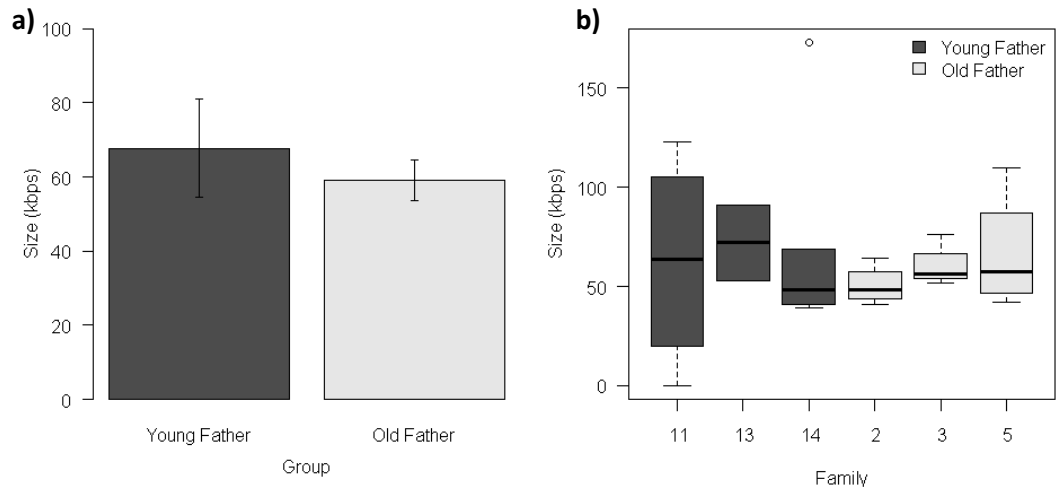 a)
100
80
60
40
20
0
Size (kbps)
Young Father
Old Father
Group
b)
Young Father
Old Father
150
100
50
0
Size (kbps)
11
13
14
2
3
5
Family